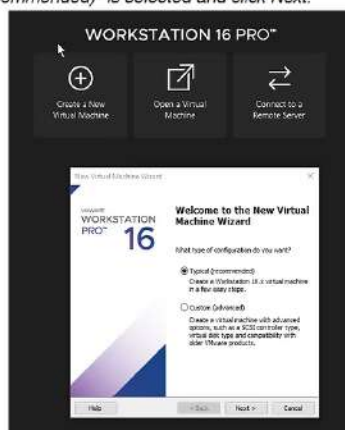 ommended)" is selected and click Next.
WORKSTATION 16 PRO™
Create a New
Virtual Machine
Open a Virtual
Machine
Connect to a
Remote Server
New Virtual Machine Wizard
VMWARE
WORKSTATION
PRO™ 16
Welcome to the New Virtual
Machine Wizard
What type of configuration do you want?
Typical (recommended)
Create a Workstation 16.x virtual machine
in a few easy steps.
Custom (advanced)
Create a virtual machine with advanced
options, such as a SCSI controller type,
virtual disk type and compatibility with
older VMware products.
Help
< Back
Next >
Cancel